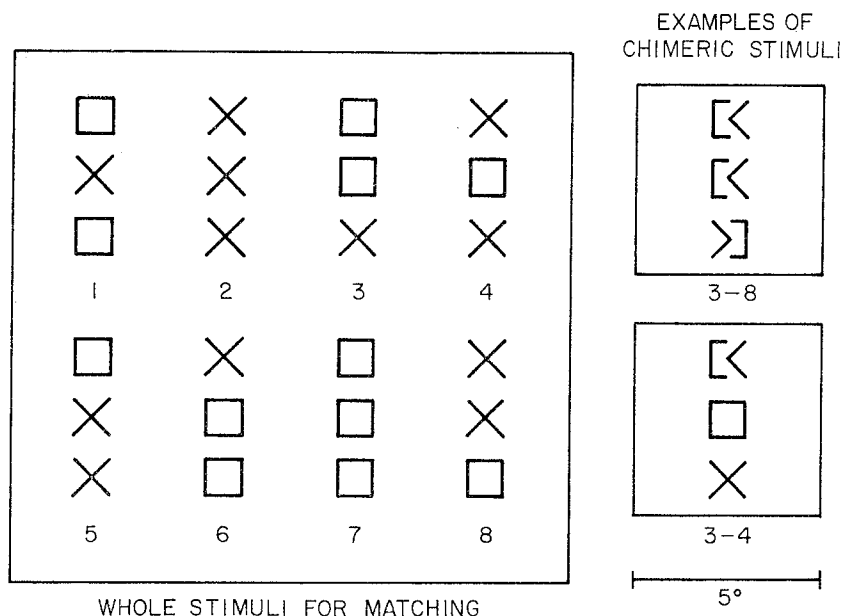 EXAMPLES OF
CHIMERIC STIMULI
1 2 3 4
3-8
5 6 7 8
3-4
5°
WHOLE STIMULI FOR MATCHING